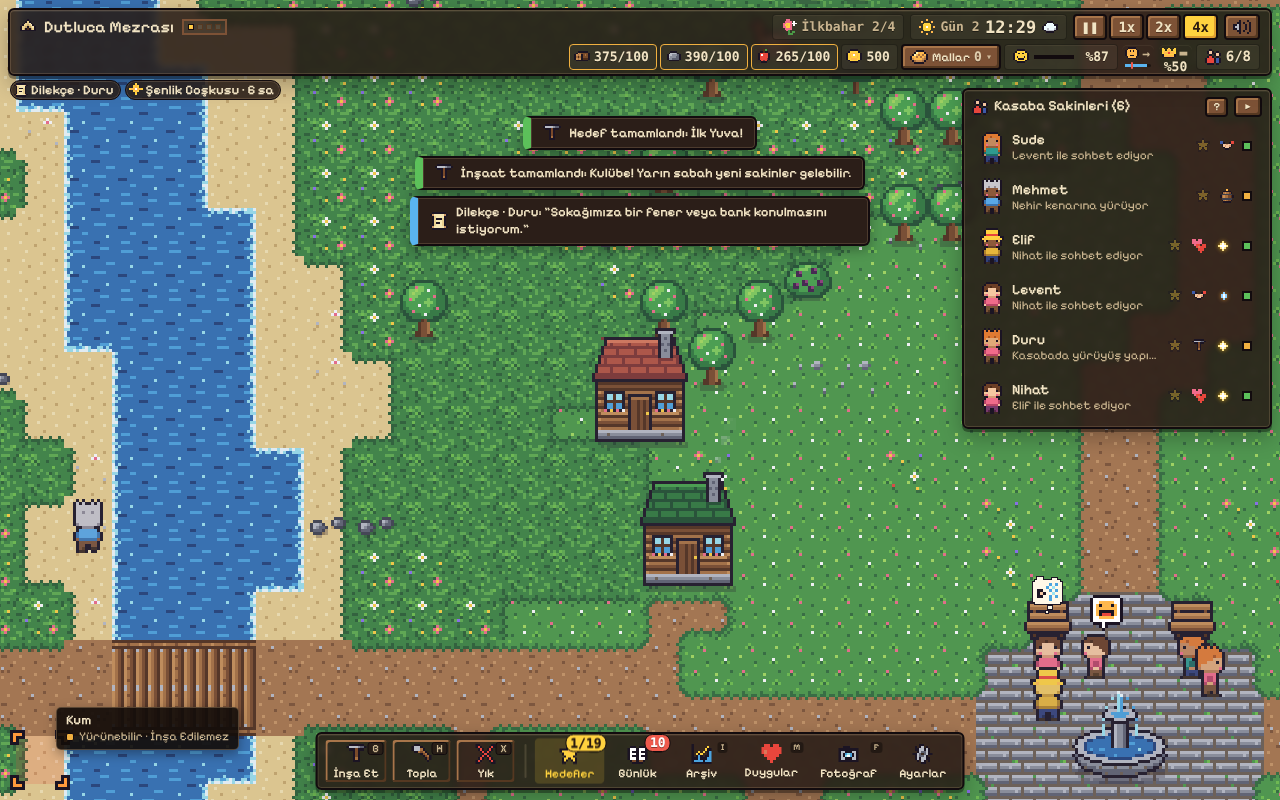 Dutluca Mezrası
İlkbahar 2/4
Gün 2 12:29
1x
2x
4x
375/100
390/100
265/100
500
Mallar 0
%87
%50
6/8
Dilekçe · Duru
Şenlik Coşkusu · 6 sa
Hedef tamamlandı: İlk Yuva!
İnşaat tamamlandı: Kulübe! Yarın sabah yeni sakinler gelebilir.
Dilekçe · Duru: “Sokağımıza bir fener veya bank konulmasını
istiyorum.”
Kasaba Sakinleri (6)
?
Sude
Levent ile sohbet ediyor
Mehmet
Nehir kenarına yürüyor
Elif
Nihat ile sohbet ediyor
Levent
Nihat ile sohbet ediyor
Duru
Kasabada yürüyüş yapı...
Nihat
Elif ile sohbet ediyor
Kum
Yürünebilir · İnşa Edilemez
İnşa Et
Topla
H
Yık
X
1/19
Hedefler
10
Günlük
Arşiv
I
Duygular
M
Fotoğraf
F
Ayarlar